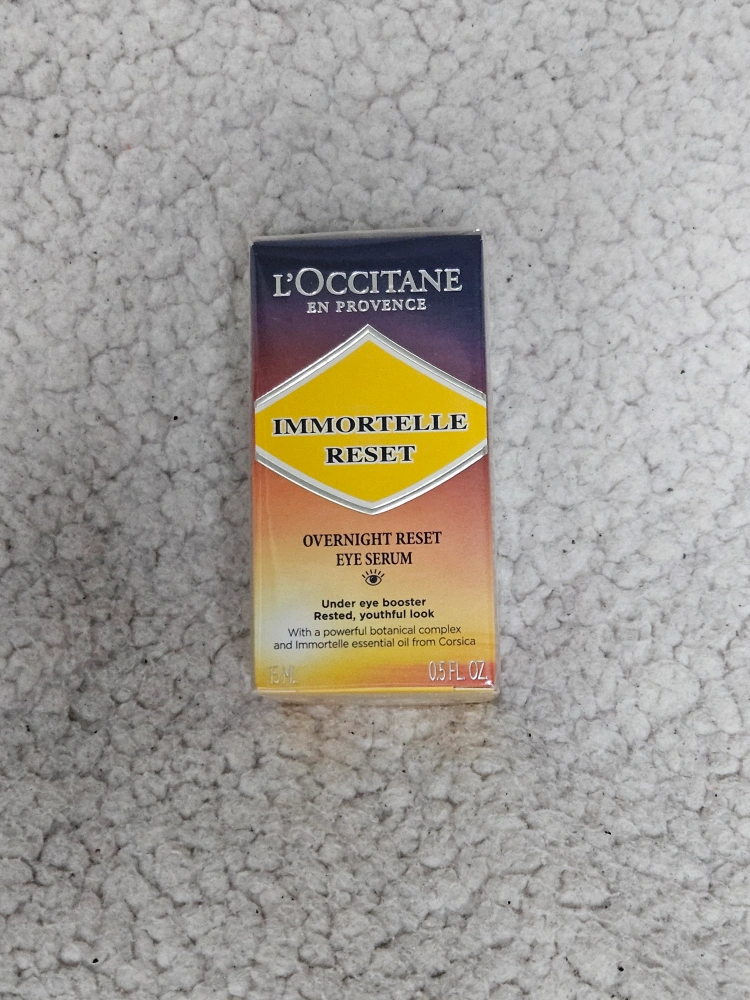 L'OCCITANE
EN PROVENCE
IMMORTELLE
RESET
OVERNIGHT RESET
EYE SERUM
Under eye booster
Rested, youthful look
With a powerful botanical complex
and Immortelle essential oil from Corsica
15 ML 0.5 FL. OZ.